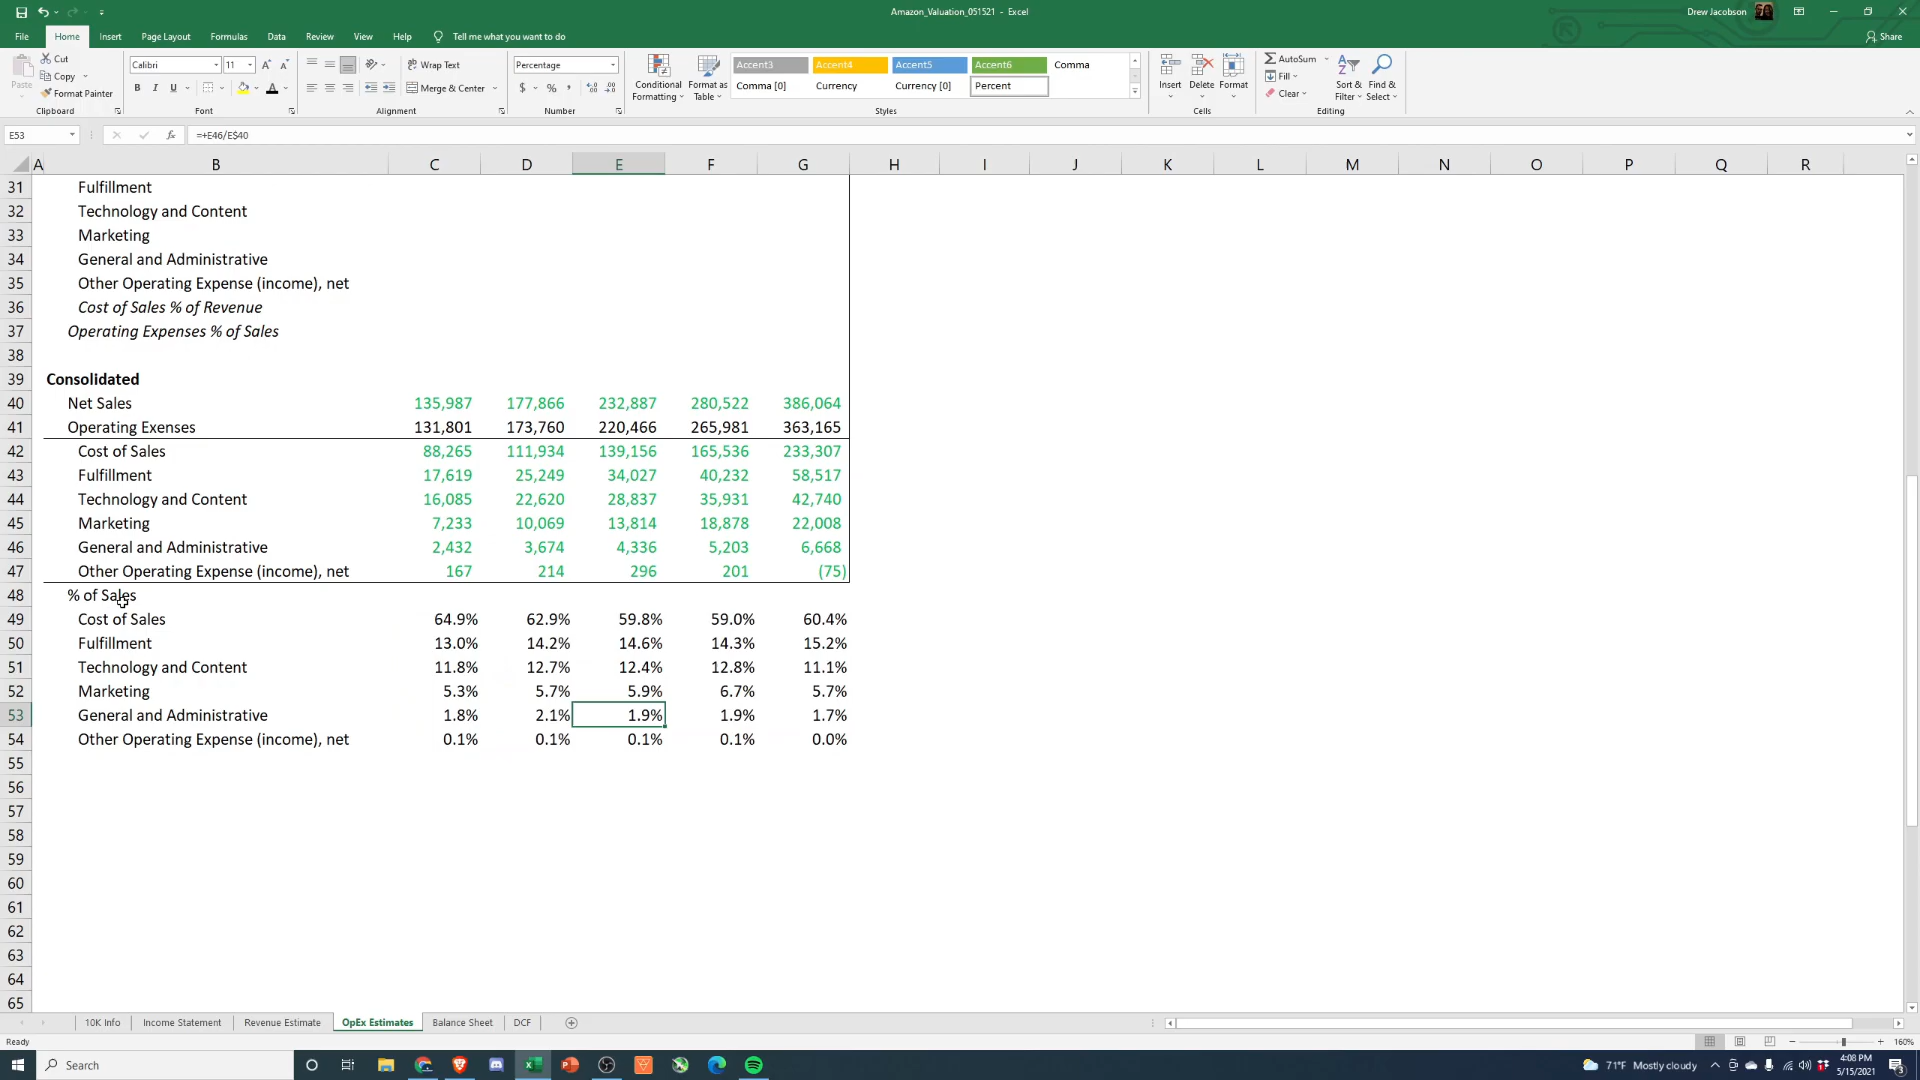 Amazon_Valuation_051521 - Excel
Drew Jacobson
File Home Insert Page Layout Formulas Data Review View Help Tell me what you want to do Share
Paste Cut Copy Format Painter
Calibri 11 B I U
Wrap Text Merge & Center
Percentage $ % ,
Conditional Formatting Format as Table
Accent3 Accent4 Accent5 Accent6 Comma
Comma [0] Currency Currency [0] Percent
Insert Delete Format
AutoSum Fill Clear
Sort & Filter Find & Select
Clipboard Font Alignment Number Styles Cells Editing
E53 fx =+E46/E$40
A B C D E F G H I J K L M N O P Q R
31 Fulfillment
32 Technology and Content
33 Marketing
34 General and Administrative
35 Other Operating Expense (income), net
36 Cost of Sales % of Revenue
37 Operating Expenses % of Sales
38
39 Consolidated
40 Net Sales 135,987 177,866 232,887 280,522 386,064
41 Operating Exenses 131,801 173,760 220,466 265,981 363,165
42 Cost of Sales 88,265 111,934 139,156 165,536 233,307
43 Fulfillment 17,619 25,249 34,027 40,232 58,517
44 Technology and Content 16,085 22,620 28,837 35,931 42,740
45 Marketing 7,233 10,069 13,814 18,878 22,008
46 General and Administrative 2,432 3,674 4,336 5,203 6,668
47 Other Operating Expense (income), net 167 214 296 201 (75)
48 % of Sales
49 Cost of Sales 64.9% 62.9% 59.8% 59.0% 60.4%
50 Fulfillment 13.0% 14.2% 14.6% 14.3% 15.2%
51 Technology and Content 11.8% 12.7% 12.4% 12.8% 11.1%
52 Marketing 5.3% 5.7% 5.9% 6.7% 5.7%
53 General and Administrative 1.8% 2.1% 1.9% 1.9% 1.7%
54 Other Operating Expense (income), net 0.1% 0.1% 0.1% 0.1% 0.0%
55
56
57
58
59
60
61
62
63
64
65
10K Info Income Statement Revenue Estimate OpEx Estimates Balance Sheet DCF
Ready 160%
Search 71°F Mostly cloudy 4:08 PM
5/15/2021